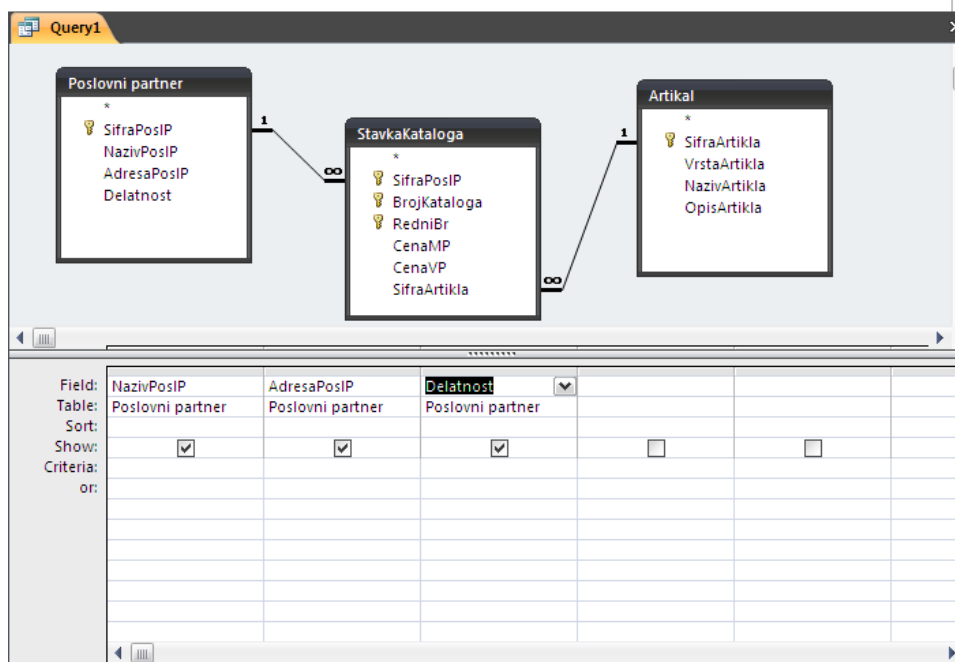 Query1
Poslovni partner
*
SifraPosIP
NazivPosIP
AdresaPosIP
Delatnost
1
∞
StavkaKataloga
*
SifraPosIP
BrojKataloga
RedniBr
CenaMP
CenaVP
SifraArtikla
1
∞
Artikal
*
SifraArtikla
VrstaArtikla
NazivArtikla
OpisArtikla
Field: NazivPosIP AdresaPosIP Delatnost
Table: Poslovni partner Poslovni partner Poslovni partner
Sort:
Show:
Criteria:
or: